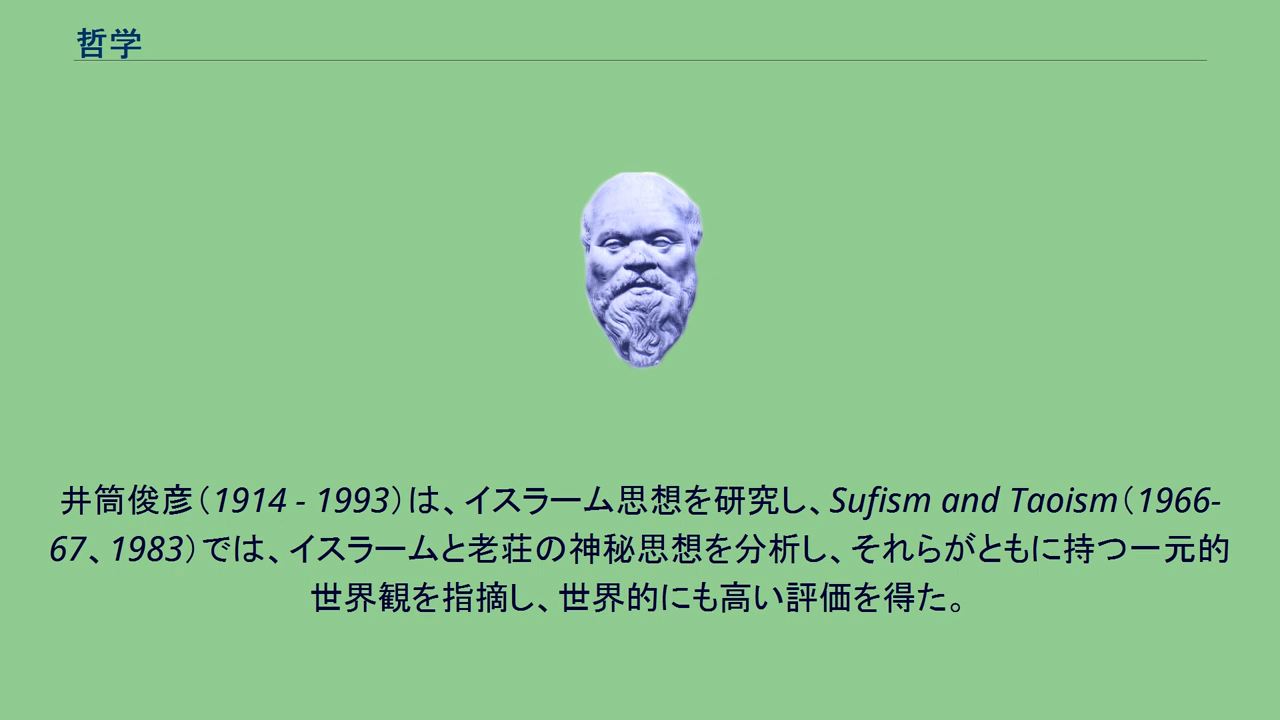 哲学
井筒俊彦（1914 - 1993）は、イスラーム思想を研究し、Sufism and Taoism（1966-
67、1983）では、イスラームと老荘の神秘思想を分析し、それらがともに持つ一元的
世界観を指摘し、世界的にも高い評価を得た。